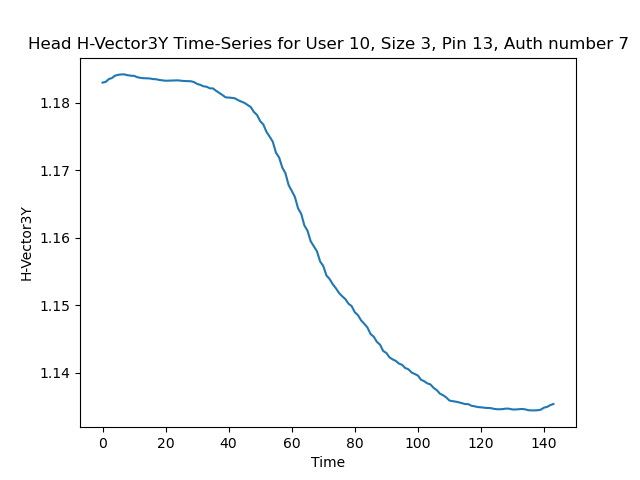 Head H-Vector3Y Time-Series for User 10, Size 3, Pin 13, Auth number 7
1.18
1.17
1.16
1.15
1.14
H-Vector3Y
0 20 40 60 80 100 120 140
Time